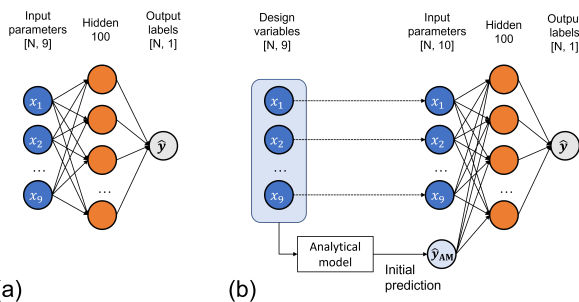 Input
parameters
[N, 9]
Hidden
100
Output
labels
[N, 1]
x₁
x₂
...
x₉
...
ŷ
(a)
Design
variables
[N, 9]
Input
parameters
[N, 10]
Hidden
100
Output
labels
[N, 1]
x₁
x₂
...
x₉
x₁
x₂
...
x₉
...
ŷ
Analytical
model
Initial
prediction
ŷAM
(b)